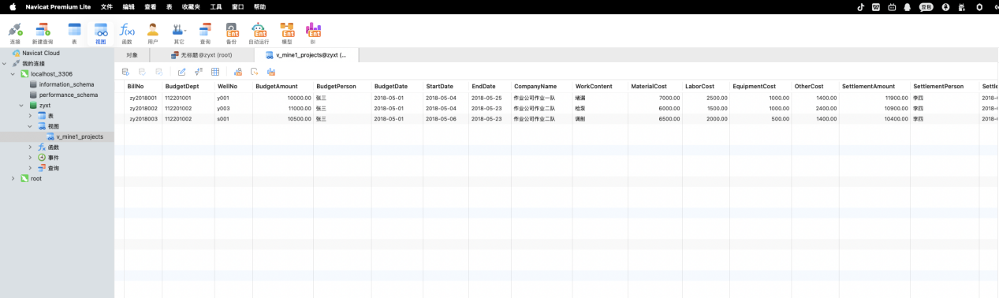 Navicat Premium Lite 文件 编辑 查看 表 收藏夹 工具 窗口 帮助 豆包
连接 新建查询 表 视图 函数 用户 其它 查询 备份 自动运行 模型 BI
Navicat Cloud
我的连接
localhost_3306
information_schema
performance_schema
zyxt
表
视图
v_mine1_projects
函数
事件
查询
root
对象 无标题@zyxt (root) v_mine1_projects@zyxt (...
BillNo BudgetDept WellNo BudgetAmount BudgetPerson BudgetDate StartDate EndDate CompanyName WorkContent MaterialCost LaborCost EquipmentCost OtherCost SettlementAmount SettlementPerson Settle
zy2018001 112201001 y001 10000.00 张三 2018-05-01 2018-05-04 2018-05-25 作业公司作业一队 堵漏 7000.00 2500.00 1000.00 1400.00 11900.00 李四 2018-0
zy2018002 112201002 y003 11000.00 张三 2018-05-01 2018-05-04 2018-05-23 作业公司作业二队 检泵 6000.00 1500.00 1000.00 2400.00 10900.00 李四 2018-0
zy2018003 112201002 s001 10500.00 张三 2018-05-01 2018-05-06 2018-05-23 作业公司作业二队 调剖 6500.00 2000.00 500.00 1400.00 10400.00 李四 2018-0